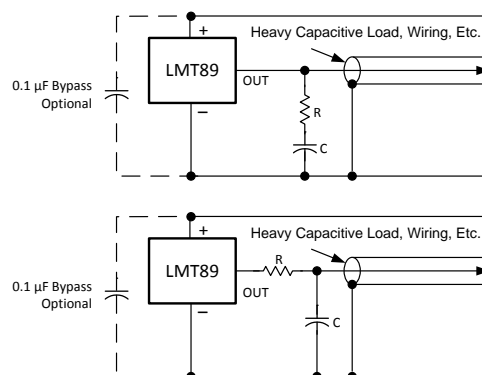 Heavy Capacitive Load, Wiring, Etc.
+
LMT89
0.1 µF Bypass
Optional
OUT
R
−
C
Heavy Capacitive Load, Wiring, Etc.
+
R
LMT89
0.1 µF Bypass
Optional
OUT
−
C